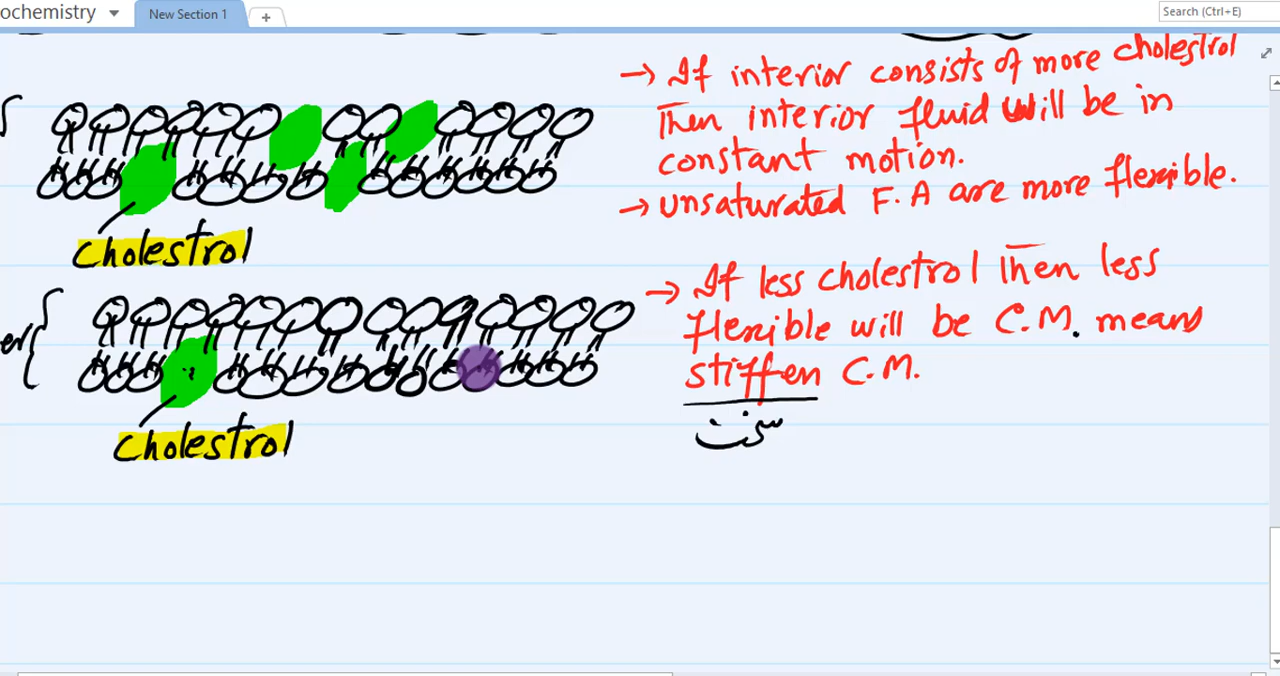 ochemistry
New Section 1
+
Search (Ctrl+E)
→ If interior consists of more cholestrol
Then interior fluid will be in
constant motion.
→ unsaturated F.A are more flexible.
Cholestrol
→ If less cholestrol Then less
flexible will be C.M. means
stiffen C.M.
سخت
er
Cholestrol